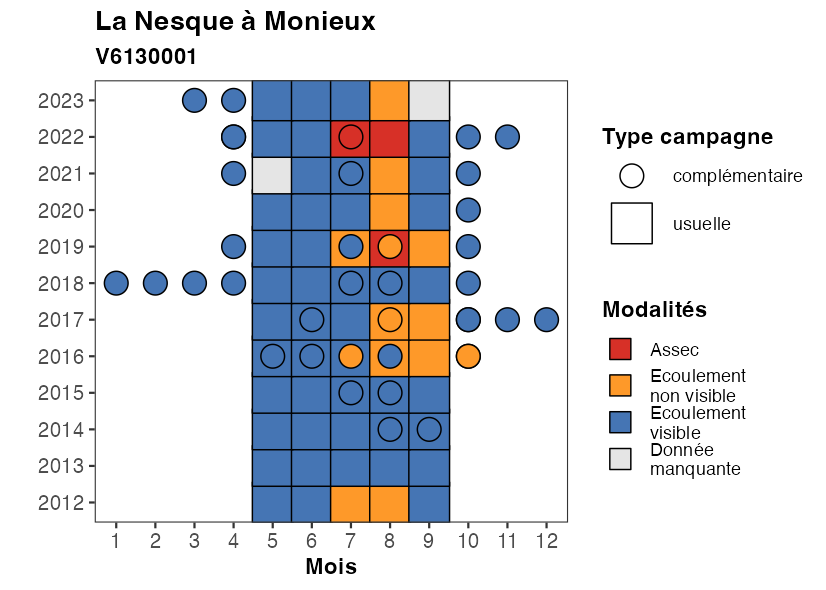 La Nesque à Monieux
V6130001
2023
2022
2021
2020
2019
2018
2017
2016
2015
2014
2013
2012
1 2 3 4 5 6 7 8 9 10 11 12
Mois
Type campagne
complémentaire
usuelle
Modalités
Assec
Ecoulement
non visible
Ecoulement
visible
Donnée
manquante